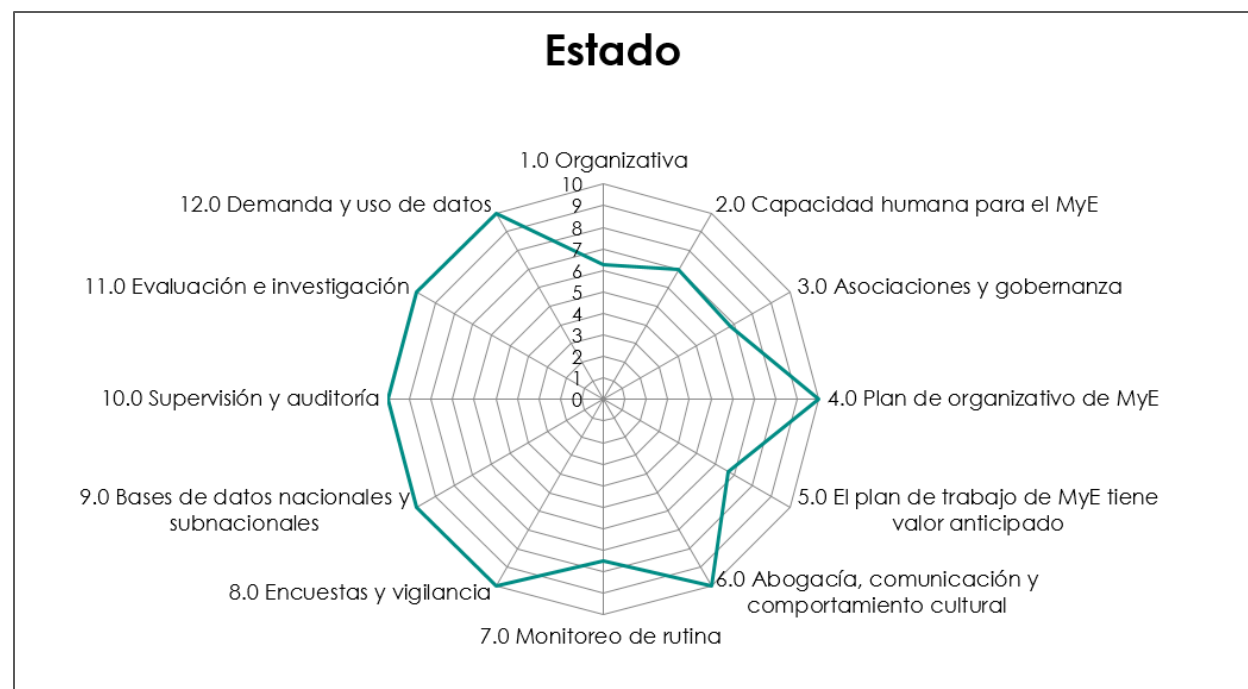 Estado
1.0 Organizativa
10
9
8
7
6
5
4
3
2
1
0
2.0 Capacidad humana para el MyE
3.0 Asociaciones y gobernanza
4.0 Plan de organizativo de MyE
5.0 El plan de trabajo de MyE tiene
valor anticipado
6.0 Abogacía, comunicación y
comportamiento cultural
7.0 Monitoreo de rutina
8.0 Encuestas y vigilancia
9.0 Bases de datos nacionales y
subnacionales
10.0 Supervisión y auditoría
11.0 Evaluación e investigación
12.0 Demanda y uso de datos